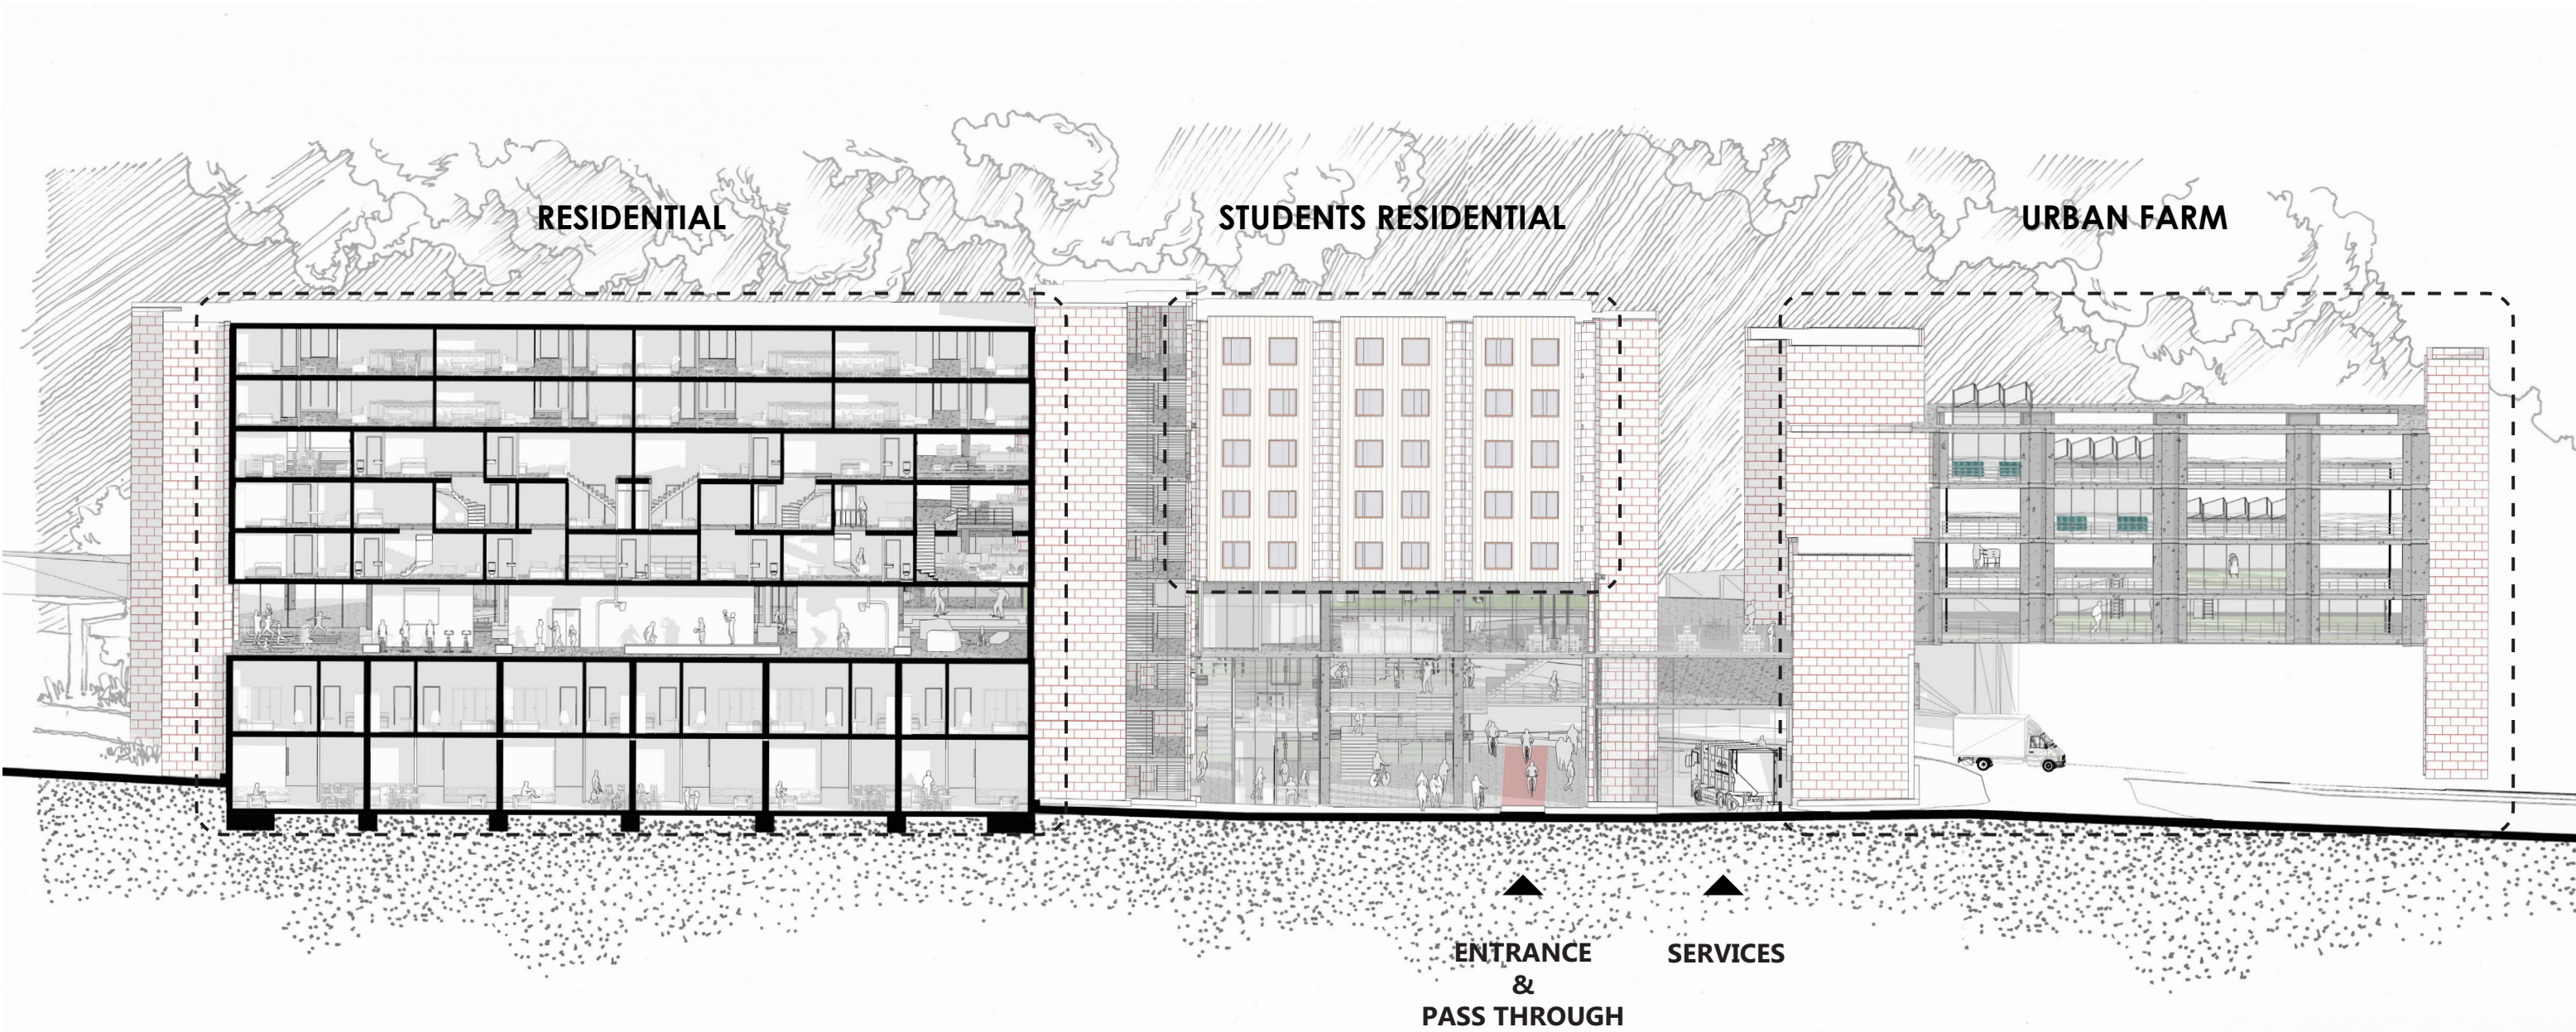 RESIDENTIAL
STUDENTS RESIDENTIAL
URBAN FARM
ENTRANCE
&
PASS THROUGH
SERVICES